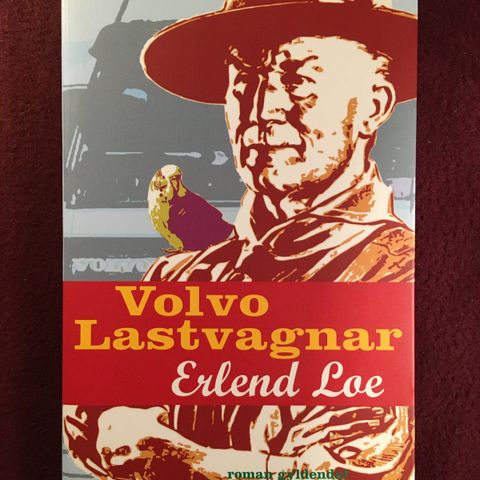 Volvo
Lastvagnar
Erlend Loe
roman gyldendal